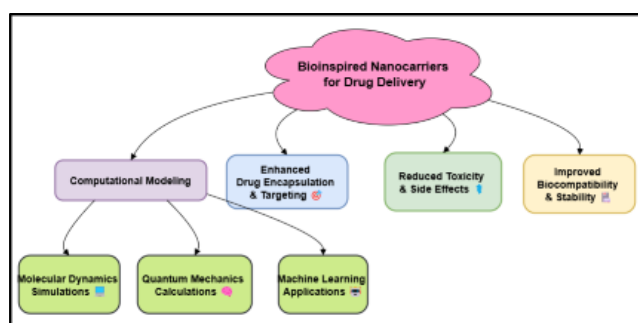 Bioinspired Nanocarriers
for Drug Delivery
Computational Modeling
Enhanced
Drug Encapsulation
& Targeting 🎯
Reduced Toxicity
& Side Effects
Improved
Biocompatibility
& Stability
Molecular Dynamics
Simulations
Quantum Mechanics
Calculations 🧠
Machine Learning
Applications